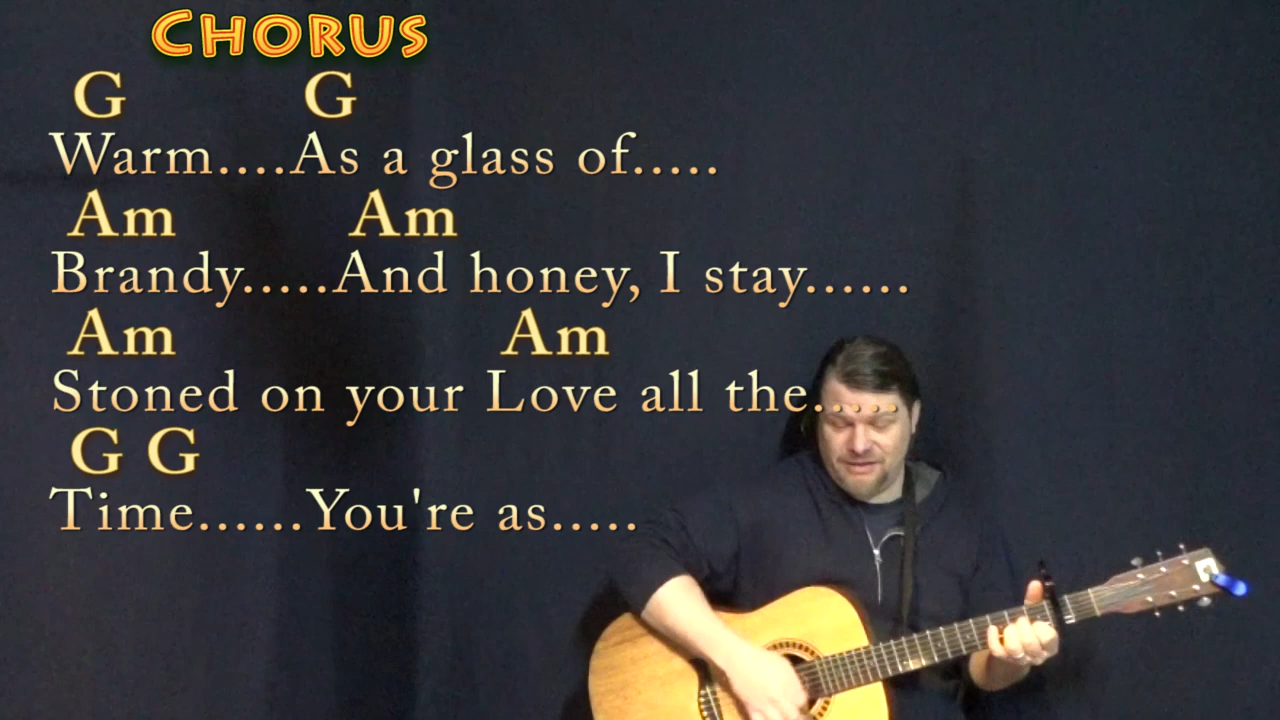 CHORUS
G G
Warm....As a glass of.....
Am Am
Brandy.....And honey, I stay......
Am Am
Stoned on your Love all the.....
G G
Time......You're as.....